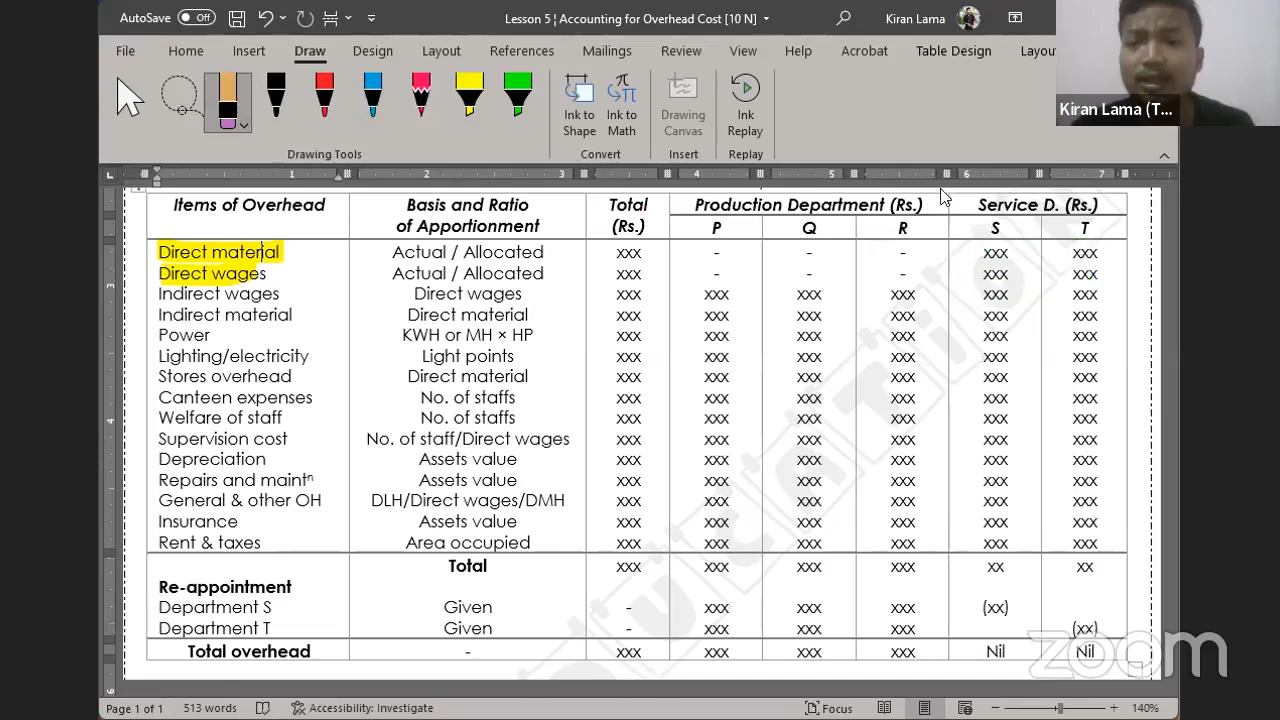 AutoSave Off Lesson 5 | Accounting for Overhead Cost [10 N] Kiran Lama
File Home Insert Draw Design Layout References Mailings Review View Help Acrobat Table Design Layou
Kiran Lama (T...
Ink to Shape Ink to Math Drawing Canvas Ink Replay
Drawing Tools Convert Insert Replay
1 2 3 4 5 6 7
Items of Overhead Basis and Ratio of Apportionment Total (Rs.) Production Department (Rs.) Service D. (Rs.)
P Q R S T
Direct material Actual / Allocated xxx - - - xxx xxx
Direct wages Actual / Allocated xxx - - - xxx xxx
Indirect wages Direct wages xxx xxx xxx xxx xxx xxx
Indirect material Direct material xxx xxx xxx xxx xxx xxx
Power KWH or MH × HP xxx xxx xxx xxx xxx xxx
Lighting/electricity Light points xxx xxx xxx xxx xxx xxx
Stores overhead Direct material xxx xxx xxx xxx xxx xxx
Canteen expenses No. of staffs xxx xxx xxx xxx xxx xxx
Welfare of staff No. of staffs xxx xxx xxx xxx xxx xxx
Supervision cost No. of staff/Direct wages xxx xxx xxx xxx xxx xxx
Depreciation Assets value xxx xxx xxx xxx xxx xxx
Repairs and maintⁿ Assets value xxx xxx xxx xxx xxx xxx
General & other OH DLH/Direct wages/DMH xxx xxx xxx xxx xxx xxx
Insurance Assets value xxx xxx xxx xxx xxx xxx
Rent & taxes Area occupied xxx xxx xxx xxx xxx xxx
Total xxx xxx xxx xxx xx xx
Re-appointment
Department S Given - xxx xxx xxx (xx)
Department T Given - xxx xxx xxx (xx)
Total overhead - xxx xxx xxx xxx Nil Nil
zoom
Page 1 of 1 513 words Accessibility: Investigate Focus 140%